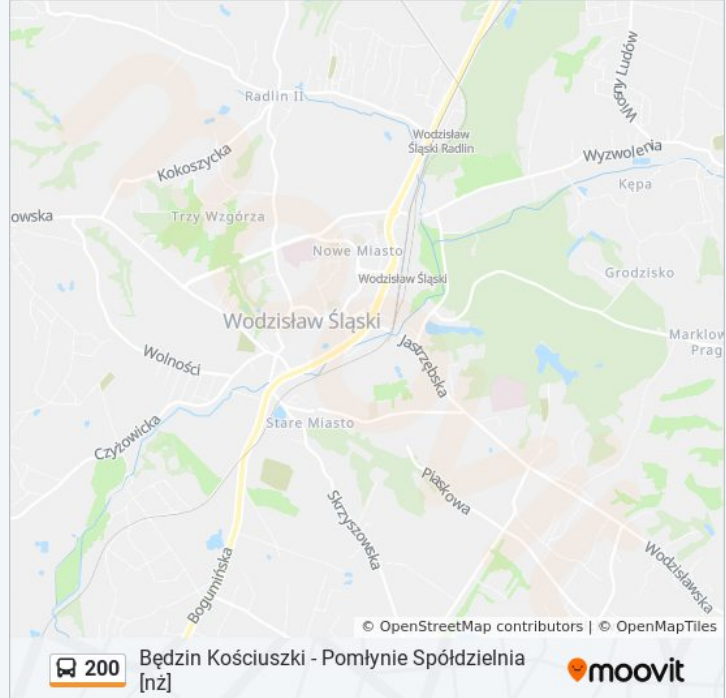 Wiosny Ludów
Radlin II
Wodzisław
Śląski Radlin
Wyzwolenia
Kokoszycka
Kępa
owska
Trzy Wzgórza
Nowe Miasto
Grodzisko
Wodzisław Śląski
Wodzisław Śląski
Marklow
Prag
Wolności
Jastrzębska
Czyżowicka
Stare Miasto
Piaskowa
Skrzyszowska
Wodzisławska
Bogumińska
© OpenStreetMap contributors | © OpenMapTiles
200
Będzin Kościuszki - Pomłynie Spółdzielnia
[nż]
moovit